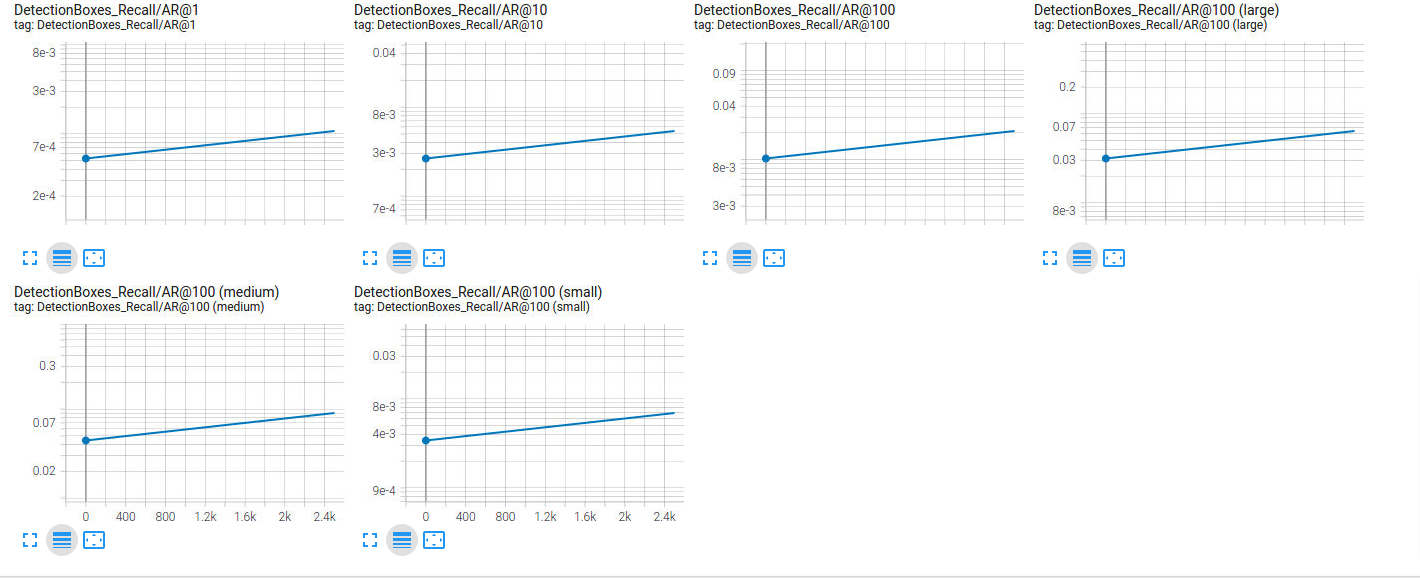 DetectionBoxes_Recall/AR@1
tag: DetectionBoxes_Recall/AR@1
8e-3
3e-3
7e-4
2e-4
DetectionBoxes_Recall/AR@10
tag: DetectionBoxes_Recall/AR@10
0.04
8e-3
3e-3
7e-4
DetectionBoxes_Recall/AR@100
tag: DetectionBoxes_Recall/AR@100
0.09
0.04
8e-3
3e-3
DetectionBoxes_Recall/AR@100 (large)
tag: DetectionBoxes_Recall/AR@100 (large)
0.2
0.07
0.03
8e-3
DetectionBoxes_Recall/AR@100 (medium)
tag: DetectionBoxes_Recall/AR@100 (medium)
0.3
0.07
0.02
0 400 800 1.2k 1.6k 2k 2.4k
DetectionBoxes_Recall/AR@100 (small)
tag: DetectionBoxes_Recall/AR@100 (small)
0.03
8e-3
4e-3
9e-4
0 400 800 1.2k 1.6k 2k 2.4k